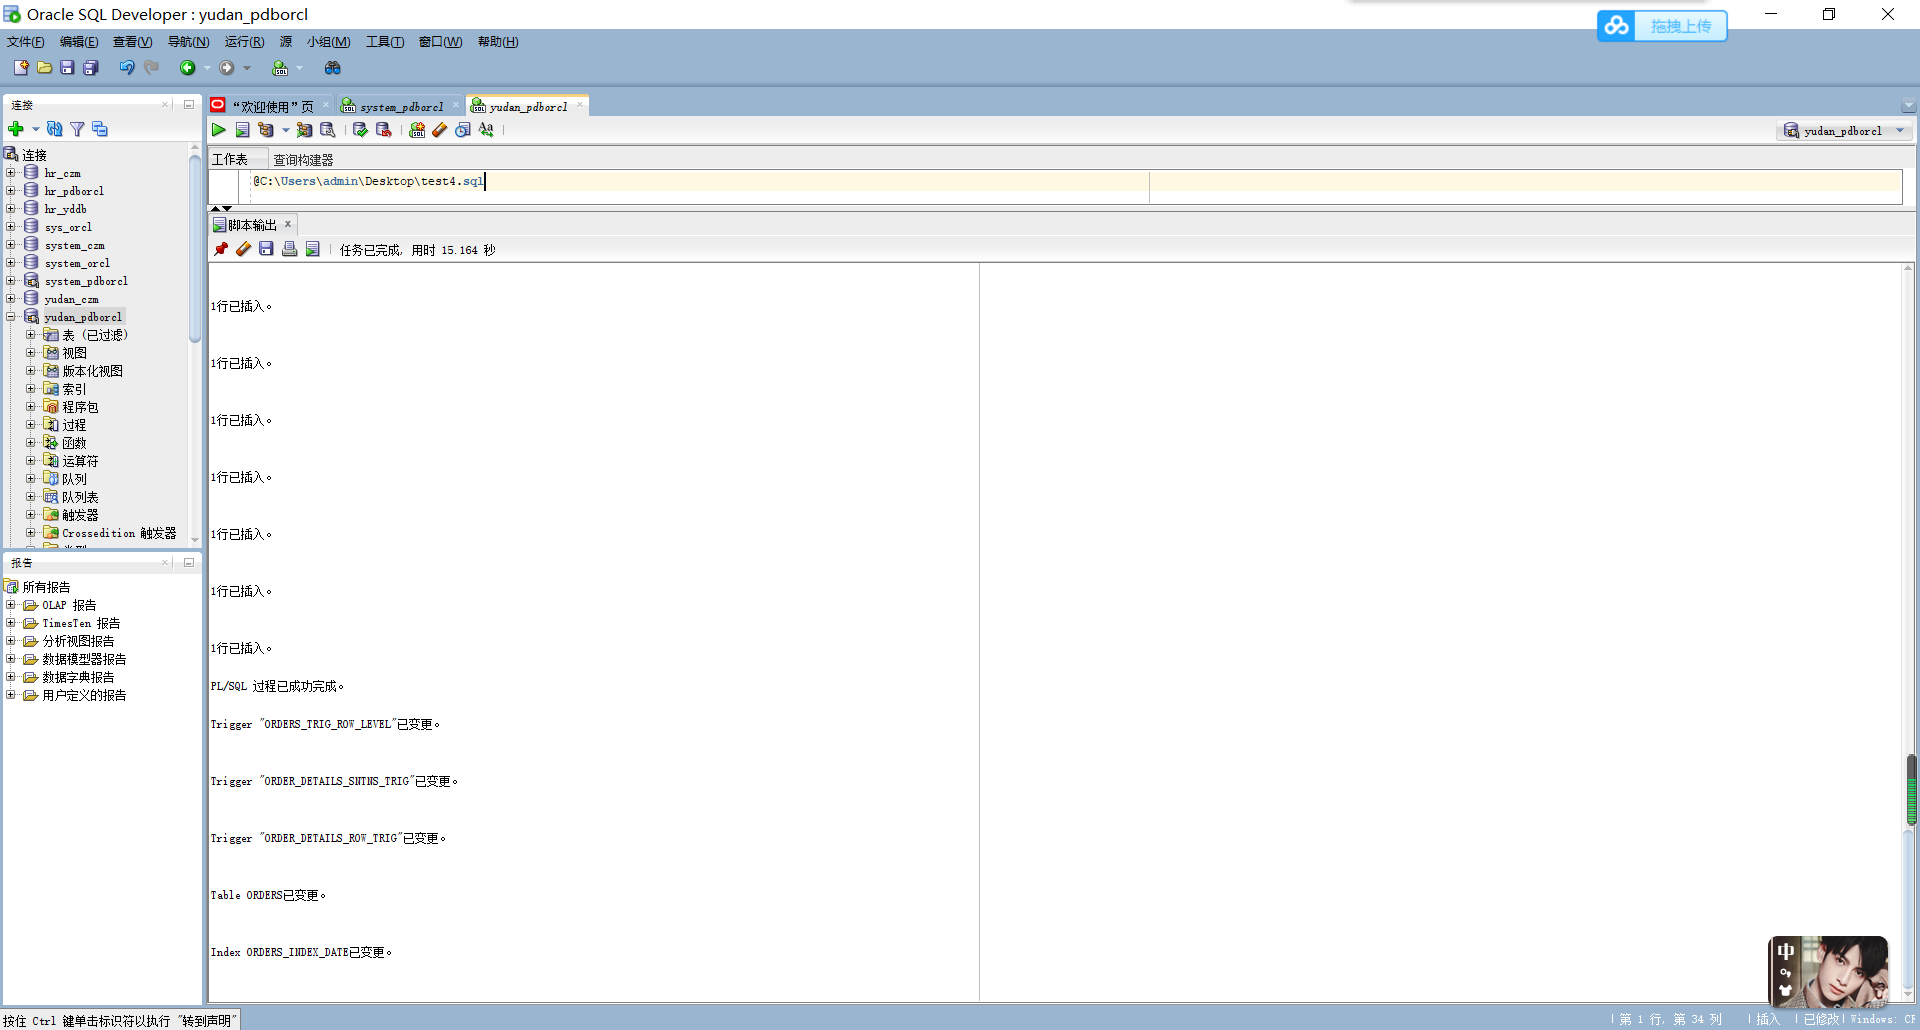 Oracle SQL Developer : yudan_pdborcl
拖拽上传
文件(F) 编辑(E) 查看(V) 导航(N) 运行(R) 源 小组(M) 工具(T) 窗口(W) 帮助(H)
连接
“欢迎使用”页
system_pdborcl
yudan_pdborcl
yudan_pdborcl
连接
hr_czm
hr_pdborcl
hr_yddb
sys_orcl
system_czm
system_orcl
system_pdborcl
yudan_czm
yudan_pdborcl
表 (已过滤)
视图
版本化视图
索引
程序包
过程
函数
运算符
队列
队列表
触发器
Crossedition 触发器
报告
所有报告
OLAP 报告
TimesTen 报告
分析视图报告
数据模型器报告
数据字典报告
用户定义的报告
工作表 查询构建器
@C:\Users\admin\Desktop\test4.sql
脚本输出
任务已完成, 用时 15.164 秒
1行已插入。
1行已插入。
1行已插入。
1行已插入。
1行已插入。
1行已插入。
1行已插入。
PL/SQL 过程已成功完成。
Trigger "ORDERS_TRIG_ROW_LEVEL"已变更。
Trigger "ORDER_DETAILS_SNTNS_TRIG"已变更。
Trigger "ORDER_DETAILS_ROW_TRIG"已变更。
Table ORDERS已变更。
Index ORDERS_INDEX_DATE已变更。
中
按住 Ctrl 键单击标识符以执行 "转到声明"
第 1 行, 第 34 列 | 插入 | 已修改 | Windows: CF